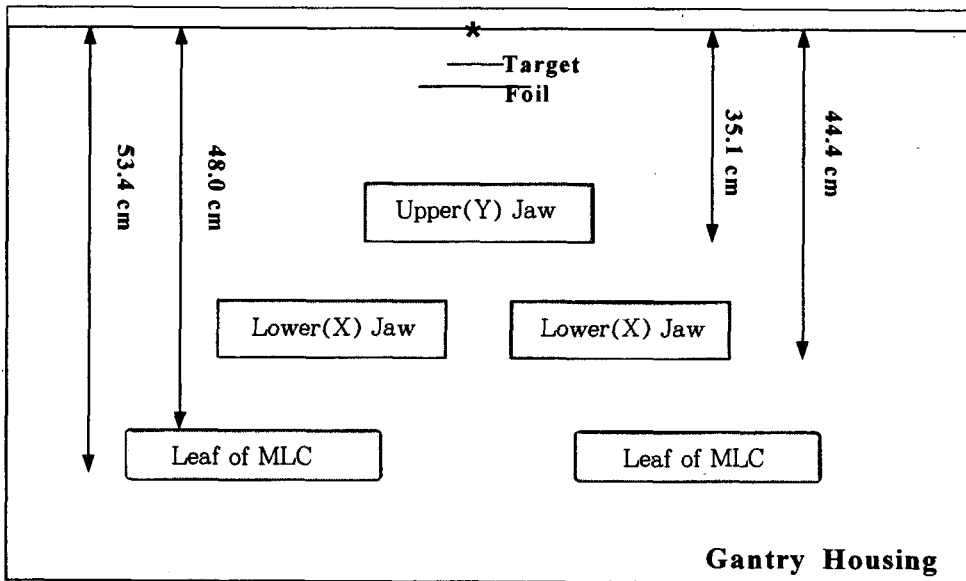 *
Target
Foil
53.4 cm
48.0 cm
35.1 cm
44.4 cm
Upper(Y) Jaw
Lower(X) Jaw
Lower(X) Jaw
Leaf of MLC
Leaf of MLC
Gantry Housing